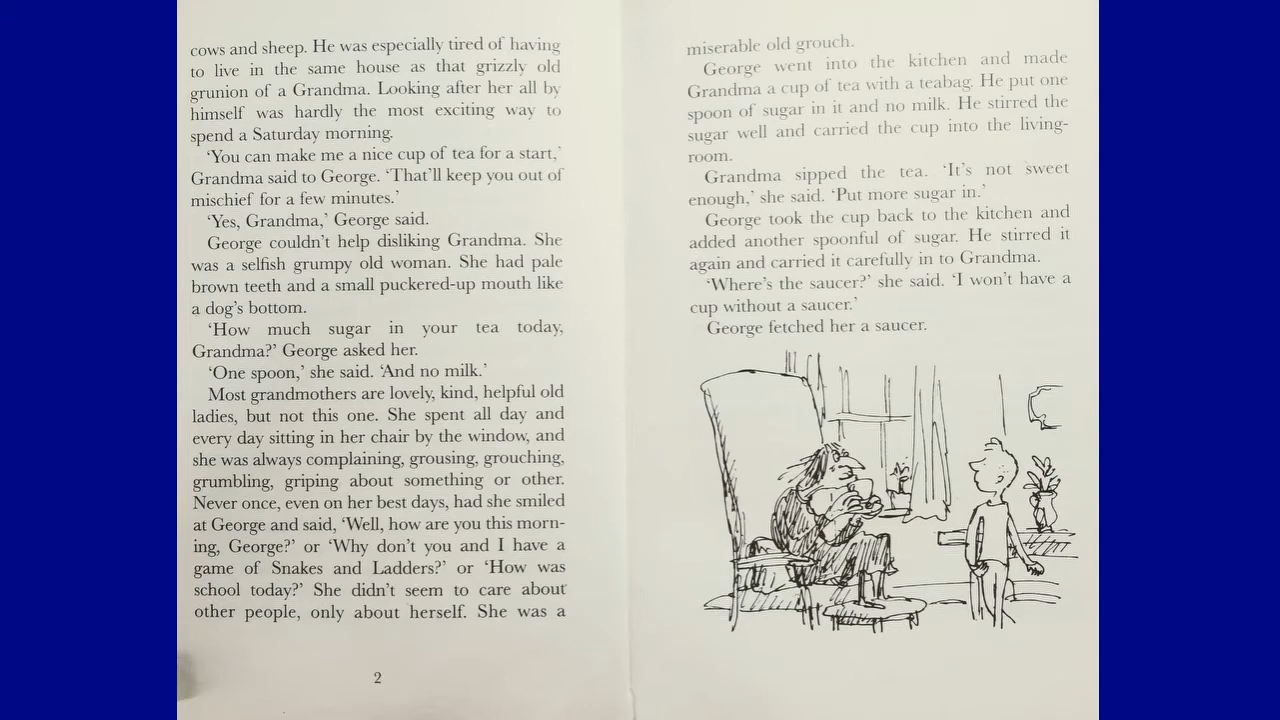 cows and sheep. He was especially tired of having
to live in the same house as that grizzly old
grunion of a Grandma. Looking after her all by
himself was hardly the most exciting way to
spend a Saturday morning.
‘You can make me a nice cup of tea for a start,’
Grandma said to George. ‘That’ll keep you out of
mischief for a few minutes.’
‘Yes, Grandma,’ George said.
George couldn’t help disliking Grandma. She
was a selfish grumpy old woman. She had pale
brown teeth and a small puckered-up mouth like
a dog’s bottom.
‘How much sugar in your tea today,
Grandma?’ George asked her.
‘One spoon,’ she said. ‘And no milk.’
Most grandmothers are lovely, kind, helpful old
ladies, but not this one. She spent all day and
every day sitting in her chair by the window, and
she was always complaining, grousing, grouching,
grumbling, griping about something or other.
Never once, even on her best days, had she smiled
at George and said, ‘Well, how are you this morn-
ing, George?’ or ‘Why don’t you and I have a
game of Snakes and Ladders?’ or ‘How was
school today?’ She didn’t seem to care about
other people, only about herself. She was a
2
miserable old grouch.
George went into the kitchen and made
Grandma a cup of tea with a teabag. He put one
spoon of sugar in it and no milk. He stirred the
sugar well and carried the cup into the living-
room.
Grandma sipped the tea. ‘It’s not sweet
enough,’ she said. ‘Put more sugar in.’
George took the cup back to the kitchen and
added another spoonful of sugar. He stirred it
again and carried it carefully in to Grandma.
‘Where’s the saucer?’ she said. ‘I won’t have a
cup without a saucer.’
George fetched her a saucer.